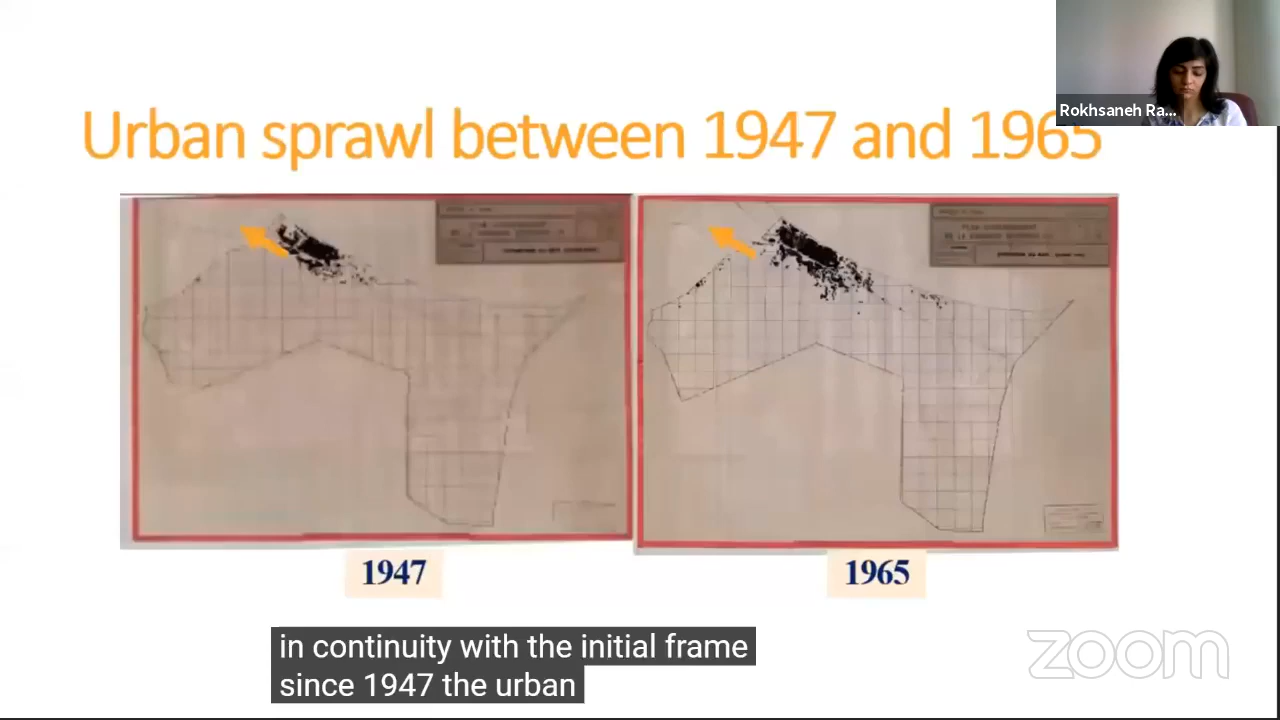 Rokhsaneh Ra...
Urban sprawl between 1947 and 1965
1947
1965
in continuity with the initial frame
since 1947 the urban
zoom